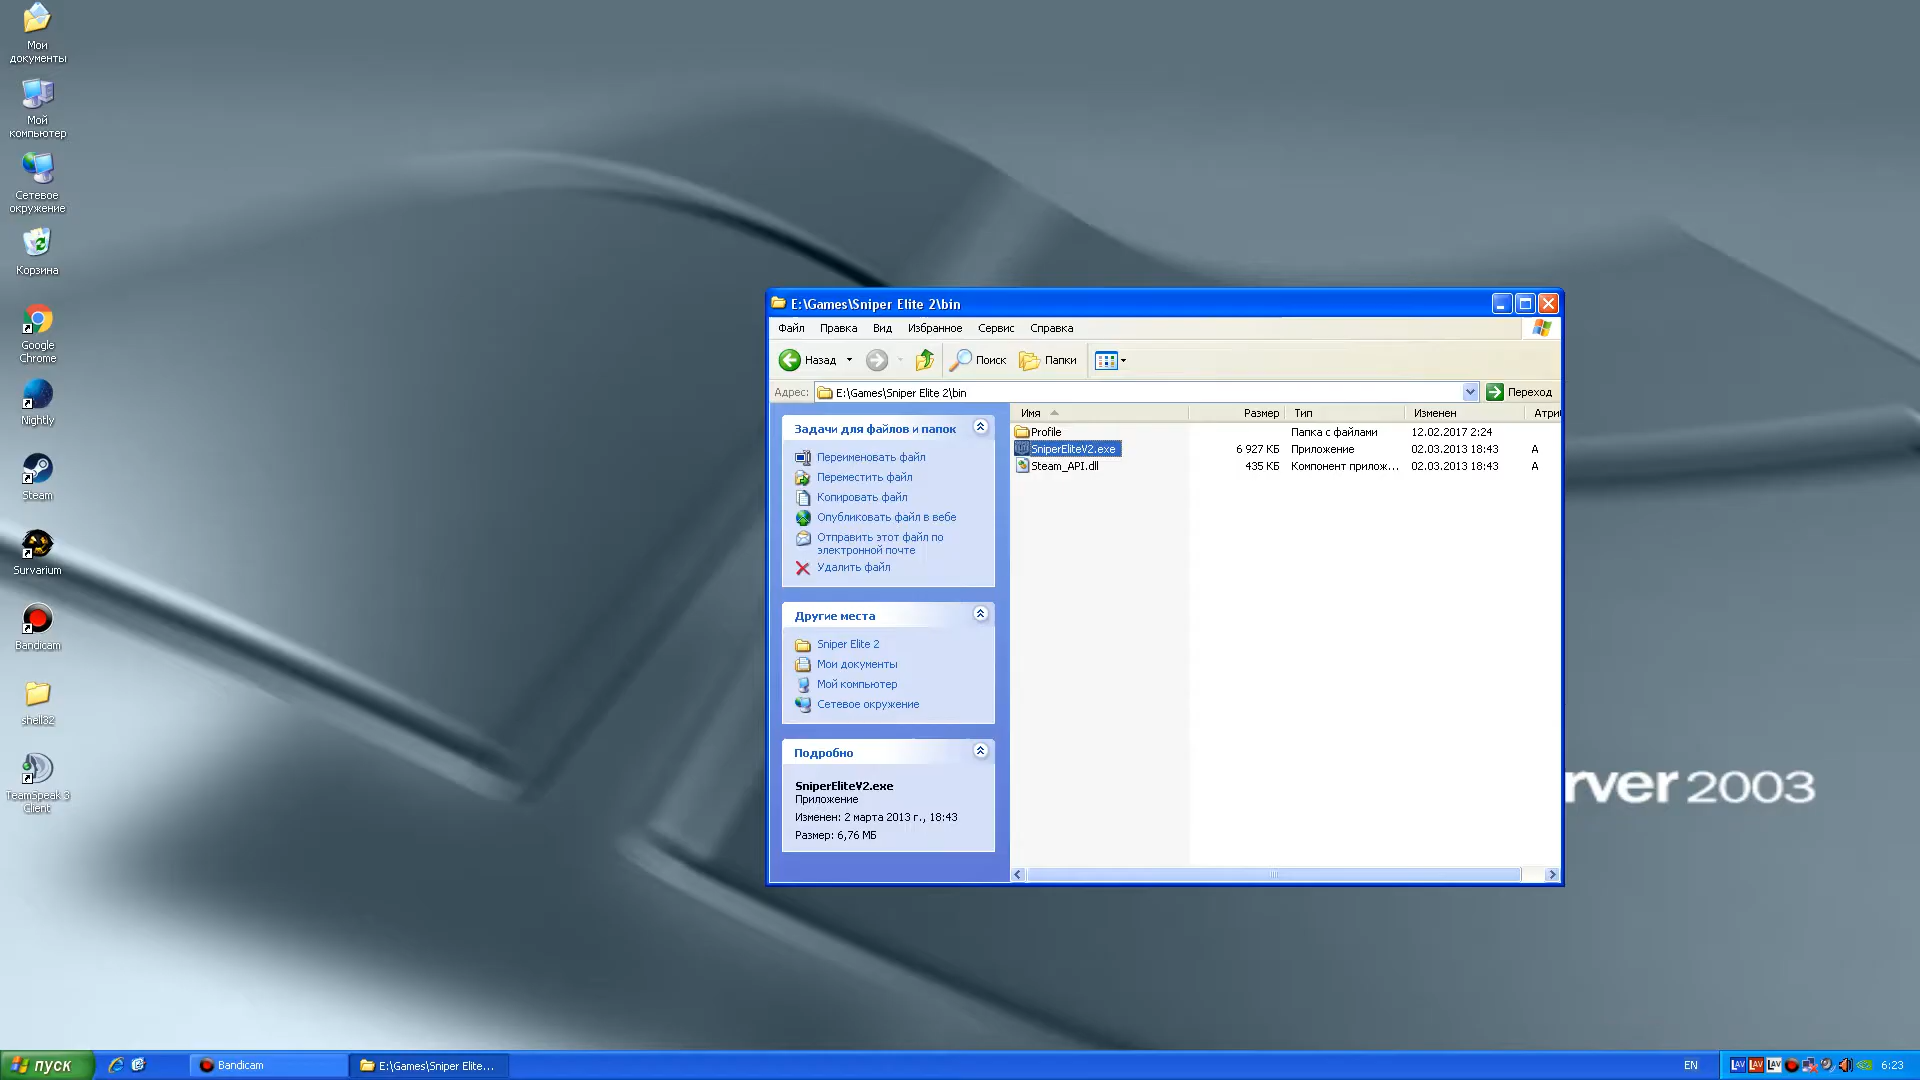 Мои
документы
Мой
компьютер
Сетевое
окружение
Корзина
Google
Chrome
Nightly
Steam
Survarium
Bandicam
shell32
TeamSpeak 3
Client
E:\Games\Sniper Elite 2\bin
Файл Правка Вид Избранное Сервис Справка
Назад Поиск Папки
Адрес: E:\Games\Sniper Elite 2\bin Переход
Задачи для файлов и папок
Переименовать файл
Переместить файл
Копировать файл
Опубликовать файл в вебе
Отправить этот файл по
электронной почте
Удалить файл
Другие места
Sniper Elite 2
Мои документы
Мой компьютер
Сетевое окружение
Подробно
SniperEliteV2.exe
Приложение
Изменен: 2 марта 2013 г., 18:43
Размер: 6,76 МБ
Имя Размер Тип Изменен Атри
Profile Папка с файлами 12.02.2017 2:24
SniperEliteV2.exe 6 927 КБ Приложение 02.03.2013 18:43 A
Steam_API.dll 435 КБ Компонент прилож... 02.03.2013 18:43 A
rver 2003
пуск Bandicam E:\Games\Sniper Elite... EN LAV LAV LAV 6:23